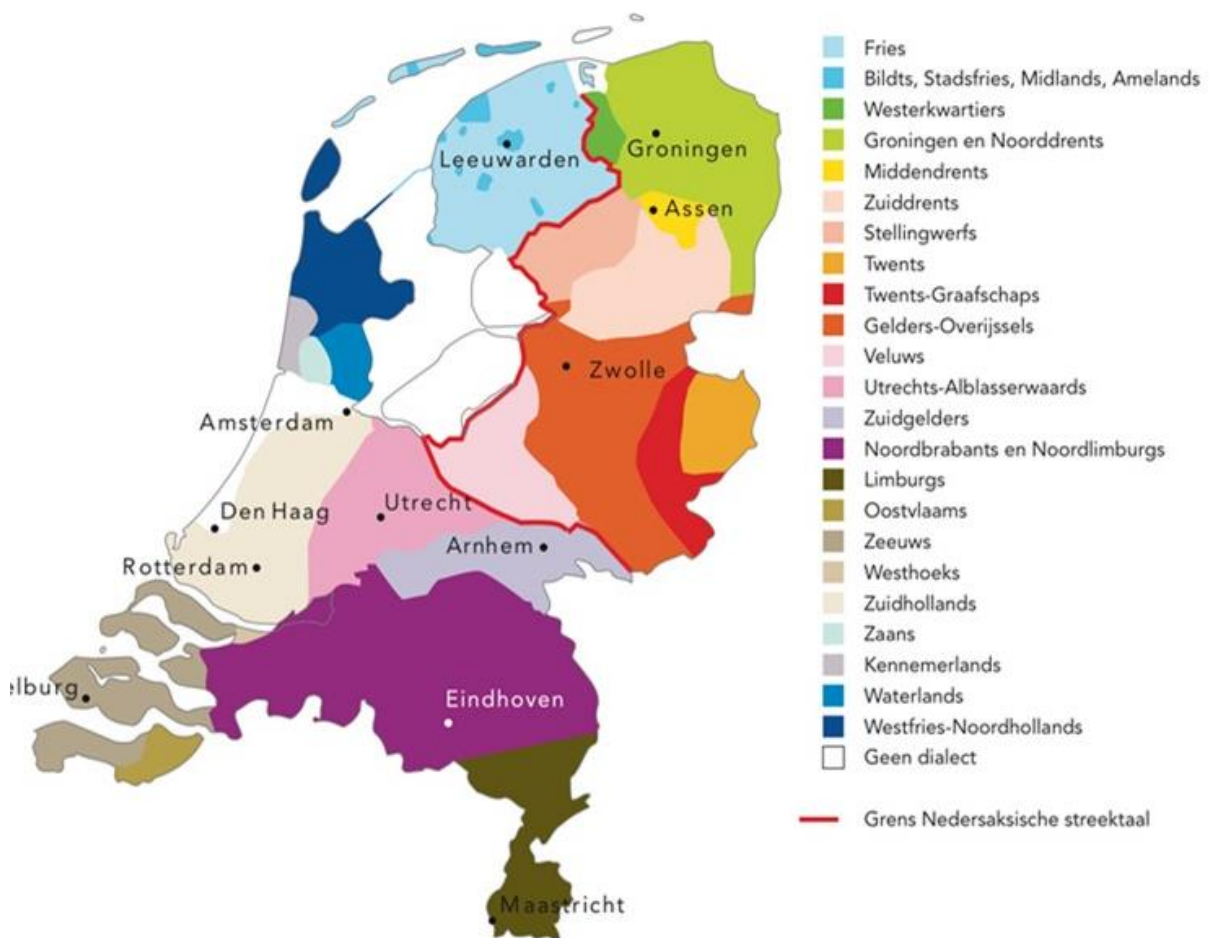 Leeuwarden
Groningen
Assen
Zwolle
Amsterdam
Den Haag
Utrecht
Arnhem
Rotterdam
elburg
Eindhoven
Maastricht
Fries
Bildts, Stadsfries, Midlands, Amelands
Westerkwartiers
Groningen en Noorddrents
Middendrents
Zuiddrents
Stellingwerfs
Twents
Twents-Graafschaps
Gelders-Overijssels
Veluws
Utrechts-Alblasserwaards
Zuidgelders
Noordbrabants en Noordlimburgs
Limburgs
Oostvlaams
Zeeuws
Westhoeks
Zuidhollands
Zaans
Kennemerlands
Waterlands
Westfries-Noordhollands
Geen dialect
Grens Nedersaksische streektaal